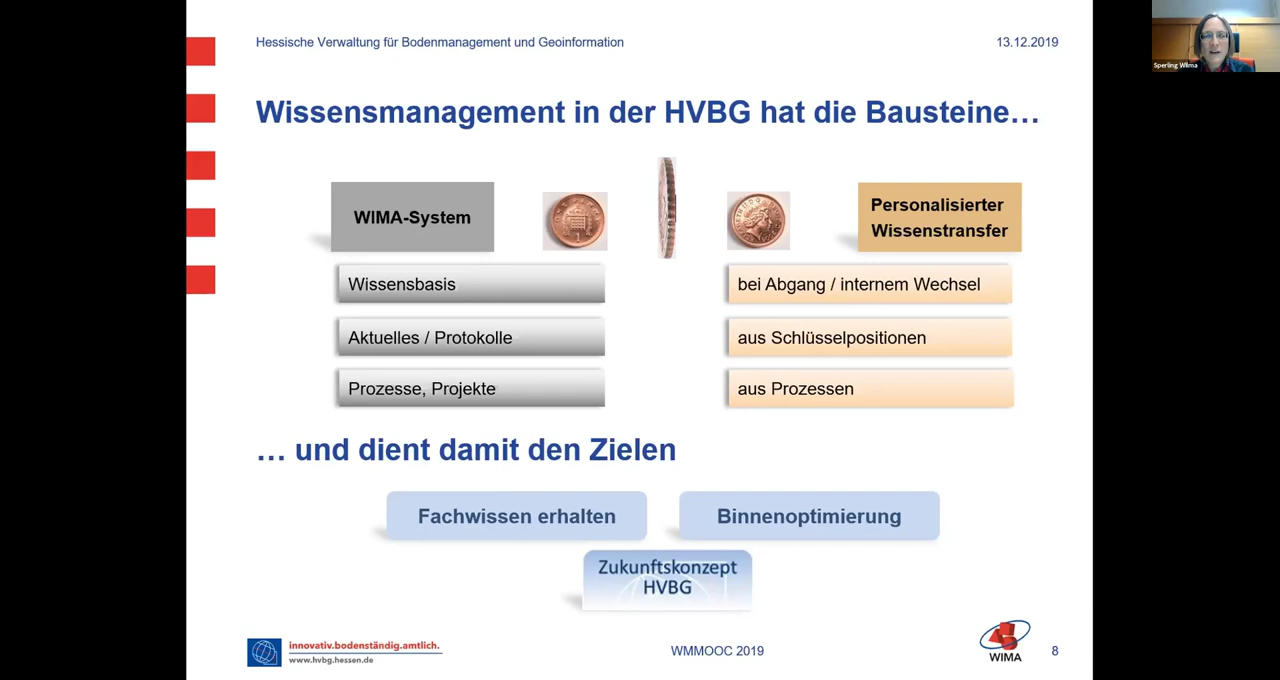 Hessische Verwaltung für Bodenmanagement und Geoinformation
13.12.2019
Sperling Wilma
Wissensmanagement in der HVBG hat die Bausteine…
WIMA-System
Personalisierter
Wissenstransfer
Wissensbasis
bei Abgang / internem Wechsel
Aktuelles / Protokolle
aus Schlüsselpositionen
Prozesse, Projekte
aus Prozessen
… und dient damit den Zielen
Fachwissen erhalten
Binnenoptimierung
Zukunftskonzept
HVBG
innovativ.bodenständig.amtlich.
www.hvbg.hessen.de
WMMOOC 2019
WIMA
8